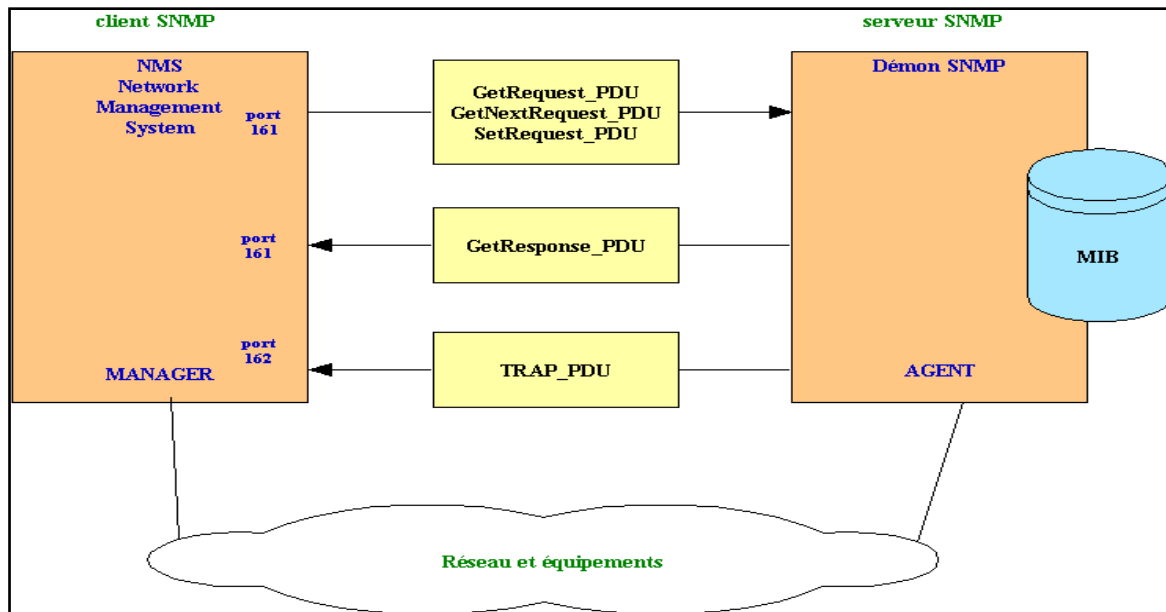 client SNMP
serveur SNMP
NMS
Network
Management
System
port
161
GetRequest_PDU
GetNextRequest_PDU
SetRequest_PDU
Démon SNMP
port
161
GetResponse_PDU
MIB
port
162
MANAGER
TRAP_PDU
AGENT
Réseau et équipements